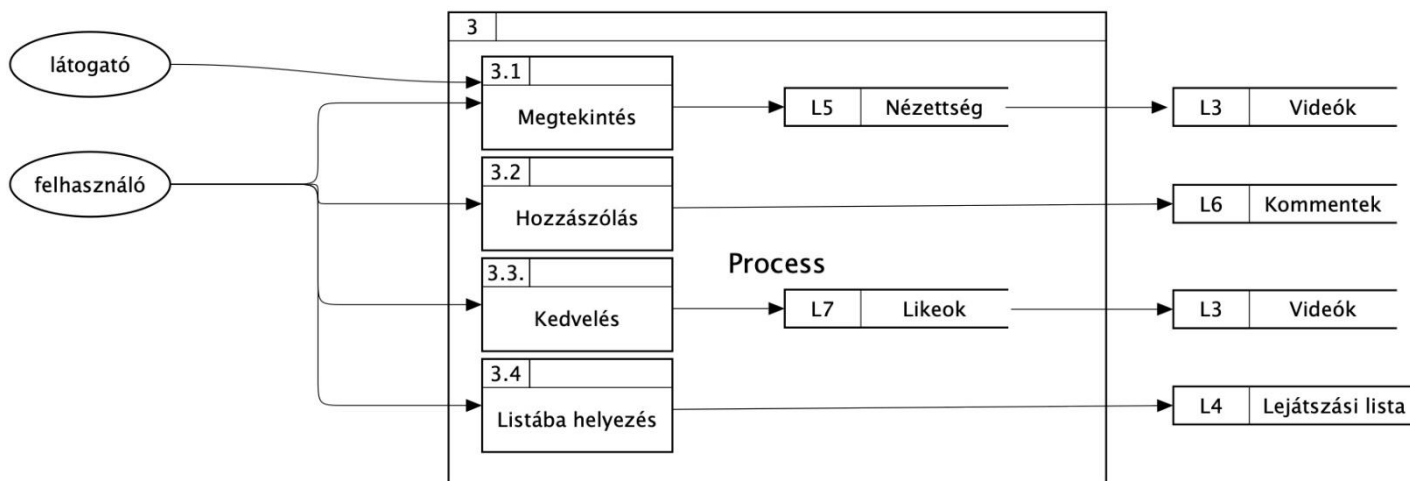 3
látogató
3.1
Megtekintés
L5 Nézettség
L3 Videók
felhasználó
3.2
Hozzászólás
L6 Kommentek
Process
3.3.
Kedvelés
L7 Likeok
L3 Videók
3.4
Listába helyezés
L4 Lejátszási lista